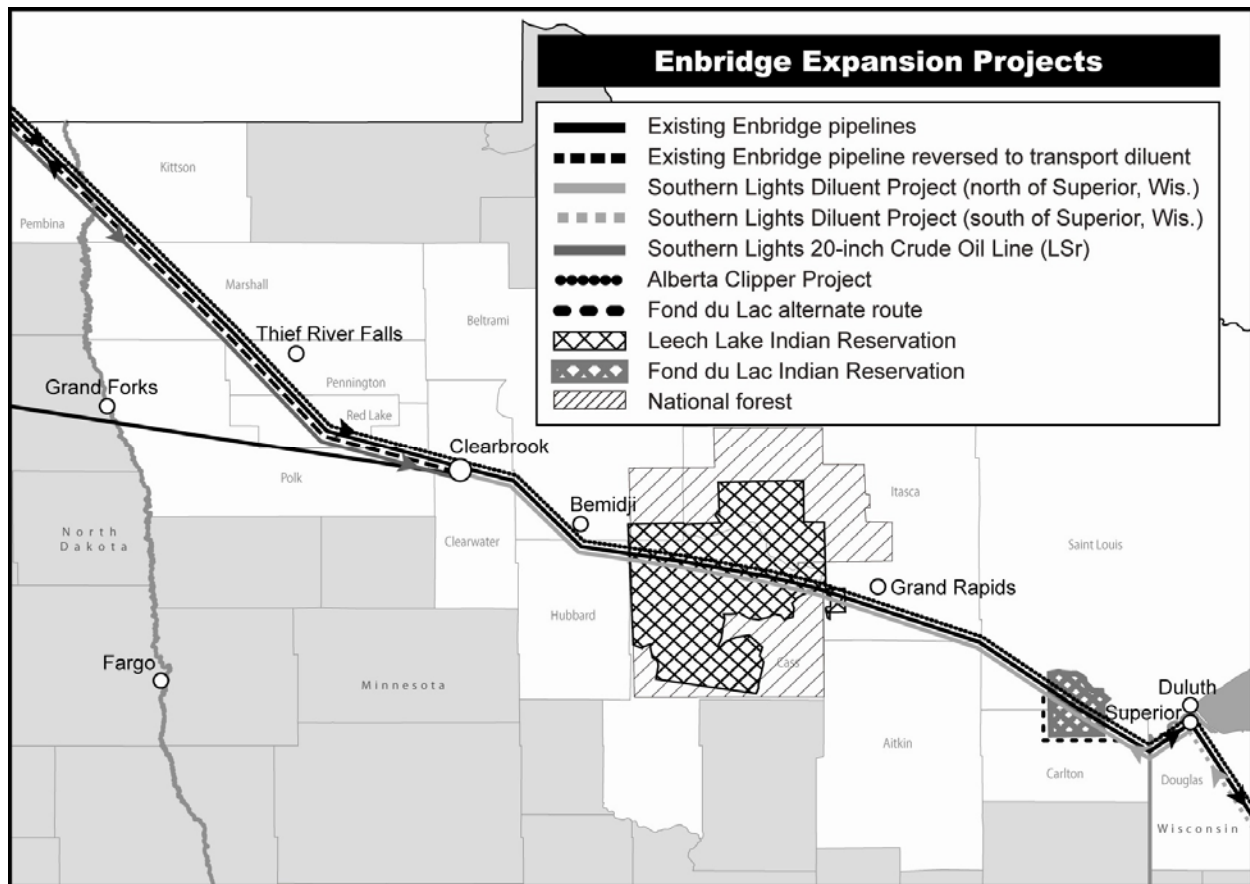 Enbridge Expansion Projects
Existing Enbridge pipelines
Existing Enbridge pipeline reversed to transport diluent
Southern Lights Diluent Project (north of Superior, Wis.)
Southern Lights Diluent Project (south of Superior, Wis.)
Southern Lights 20-inch Crude Oil Line (LSr)
Alberta Clipper Project
Fond du Lac alternate route
Leech Lake Indian Reservation
Fond du Lac Indian Reservation
National forest
Kittson
Pembina
Marshall
Beltrami
Thief River Falls
Pennington
Grand Forks
Red Lake
Clearbrook
Polk
Itasca
Bemidji
North
Dakota
Clearwater
Saint Louis
Grand Rapids
Hubbard
Fargo
Cass
Minnesota
Duluth
Superior
Aitkin
Carlton
Douglas
Wisconsin